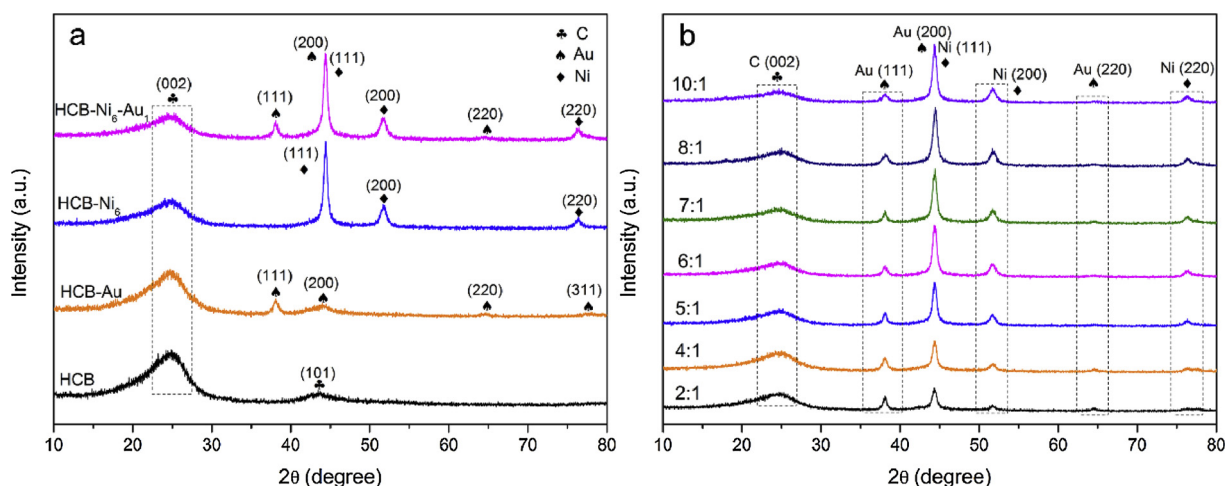 a
♣ C
♠ Au
♦ Ni
(002)
(200)
(111)
HCB-Ni₆-Au₁
(111)
(200)
(220)
(220)
(111)
HCB-Ni₆
(200)
(220)
HCB-Au
(111)
(200)
(220)
(311)
HCB
(101)
Intensity (a.u.)
10 20 30 40 50 60 70 80
2θ (degree)
b
Au (200)
Ni (111)
C (002)
Au (111)
Ni (200)
Au (220)
Ni (220)
10:1
8:1
7:1
6:1
5:1
4:1
2:1
Intensity (a.u.)
10 20 30 40 50 60 70 80
2θ (degree)